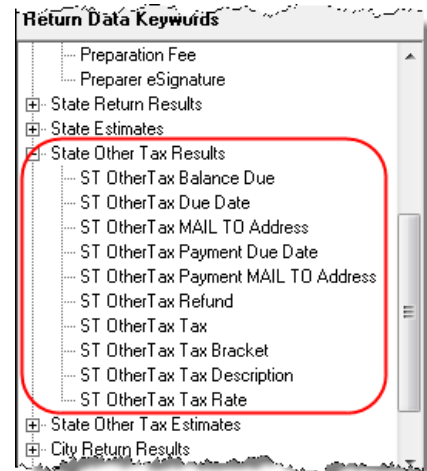 Return Data Keywords
Preparation Fee
Preparer eSignature
State Return Results
State Estimates
State Other Tax Results
ST OtherTax Balance Due
ST OtherTax Due Date
ST OtherTax MAIL TO Address
ST OtherTax Payment Due Date
ST OtherTax Payment MAIL TO Address
ST OtherTax Refund
ST OtherTax Tax
ST OtherTax Tax Bracket
ST OtherTax Tax Description
ST OtherTax Tax Rate
State Other Tax Estimates
City Return Results